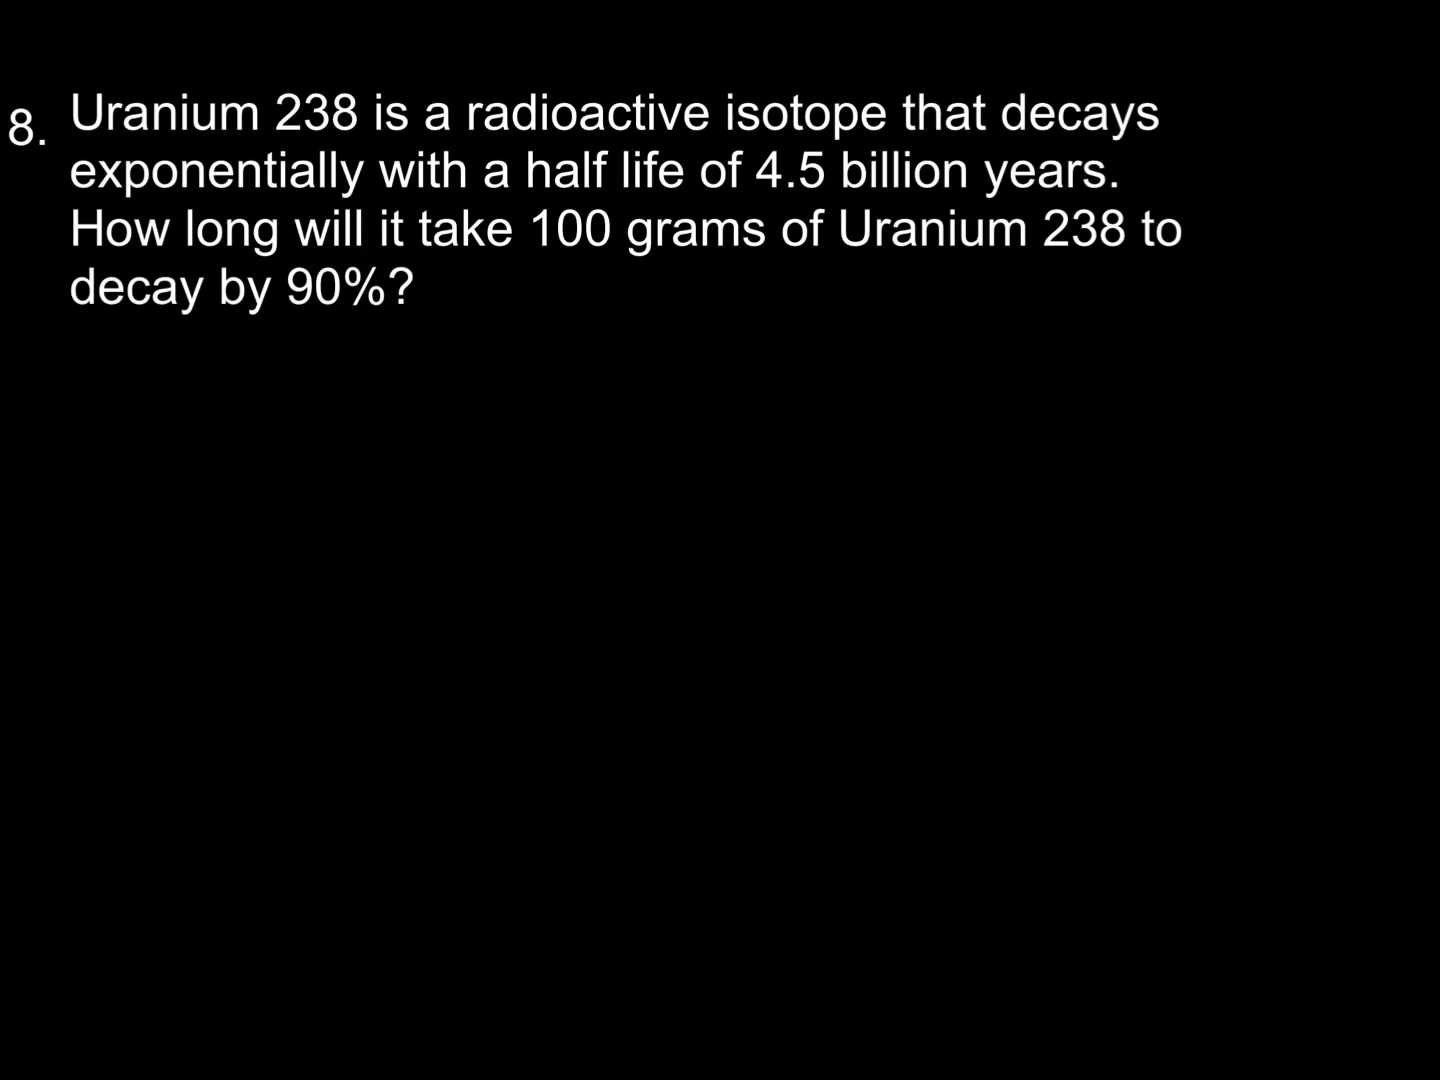 8. Uranium 238 is a radioactive isotope that decays
exponentially with a half life of 4.5 billion years.
How long will it take 100 grams of Uranium 238 to
decay by 90%?